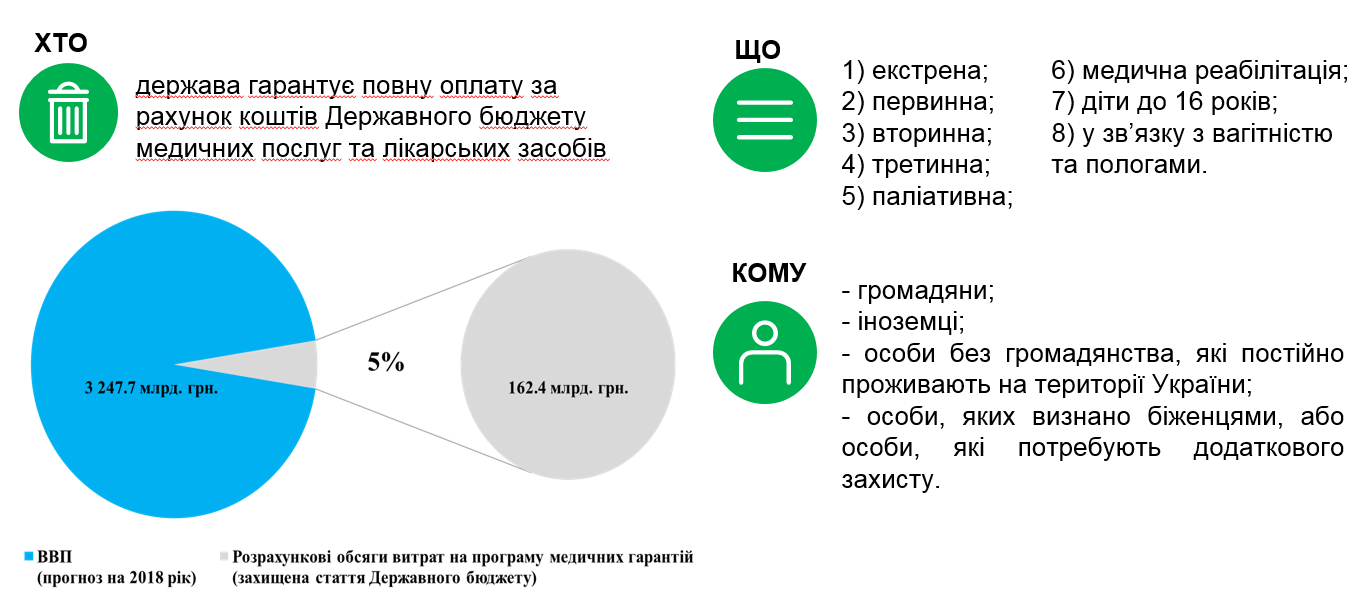 ХТО
держава гарантує повну оплату за
рахунок коштів Державного бюджету
медичних послуг та лікарських засобів
3 247.7 млрд. грн.
5%
162.4 млрд. грн.
ВВП
(прогноз на 2018 рік)
Розрахункові обсяги витрат на програму медичних гарантій
(захищена стаття Державного бюджету)
ЩО
1) екстрена;
2) первинна;
3) вторинна;
4) третинна;
5) паліативна;
6) медична реабілітація;
7) діти до 16 років;
8) у зв’язку з вагітністю
та пологами.
КОМУ
- громадяни;
- іноземці;
- особи без громадянства, які постійно
проживають на території України;
- особи, яких визнано біженцями, або
особи, які потребують додаткового
захисту.